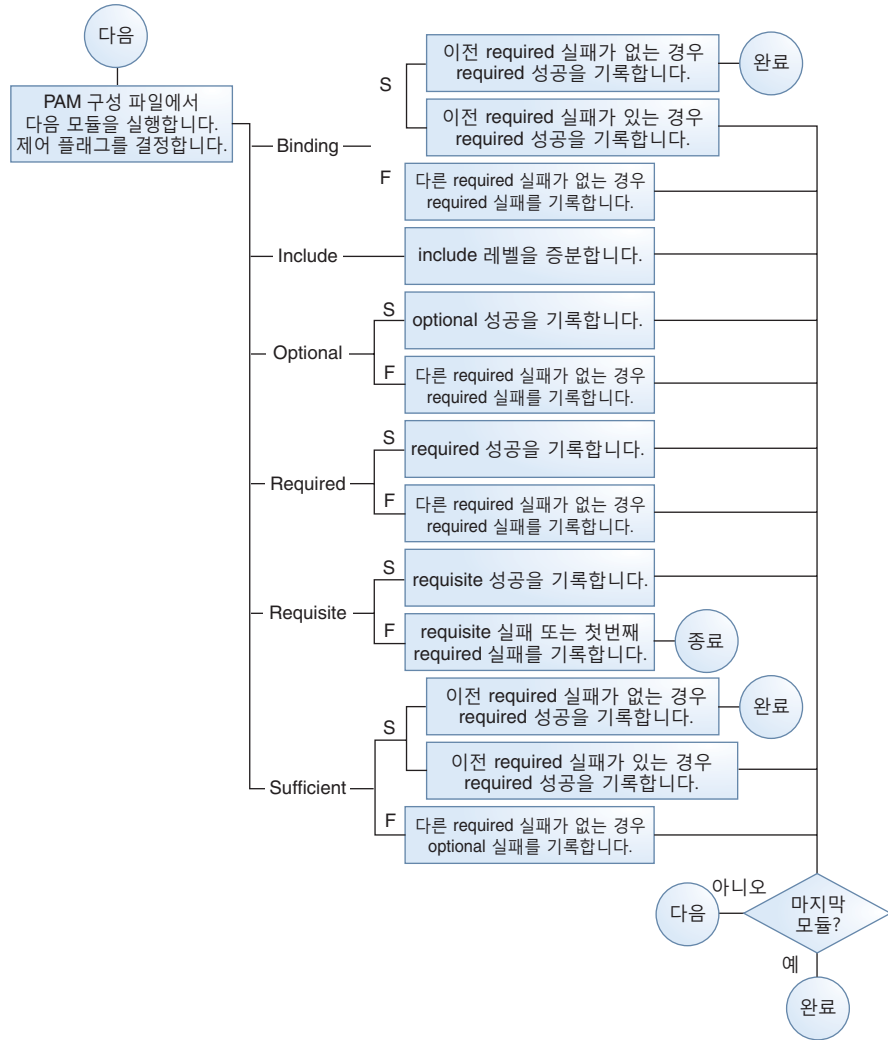 다음
PAM 구성 파일에서
다음 모듈을 실행합니다.
제어 플래그를 결정합니다.
Binding
S
이전 required 실패가 없는 경우
required 성공을 기록합니다.
완료
이전 required 실패가 있는 경우
required 성공을 기록합니다.
F
다른 required 실패가 없는 경우
required 실패를 기록합니다.
Include
include 레벨을 증분합니다.
Optional
S
optional 성공을 기록합니다.
F
다른 required 실패가 없는 경우
required 실패를 기록합니다.
Required
S
required 성공을 기록합니다.
F
다른 required 실패가 없는 경우
required 실패를 기록합니다.
Requisite
S
requisite 성공을 기록합니다.
F
requisite 실패 또는 첫번째
required 실패를 기록합니다.
종료
Sufficient
S
이전 required 실패가 없는 경우
required 성공을 기록합니다.
완료
이전 required 실패가 있는 경우
required 성공을 기록합니다.
F
다른 required 실패가 없는 경우
optional 실패를 기록합니다.
마지막
모듈?
아니오
다음
예
완료